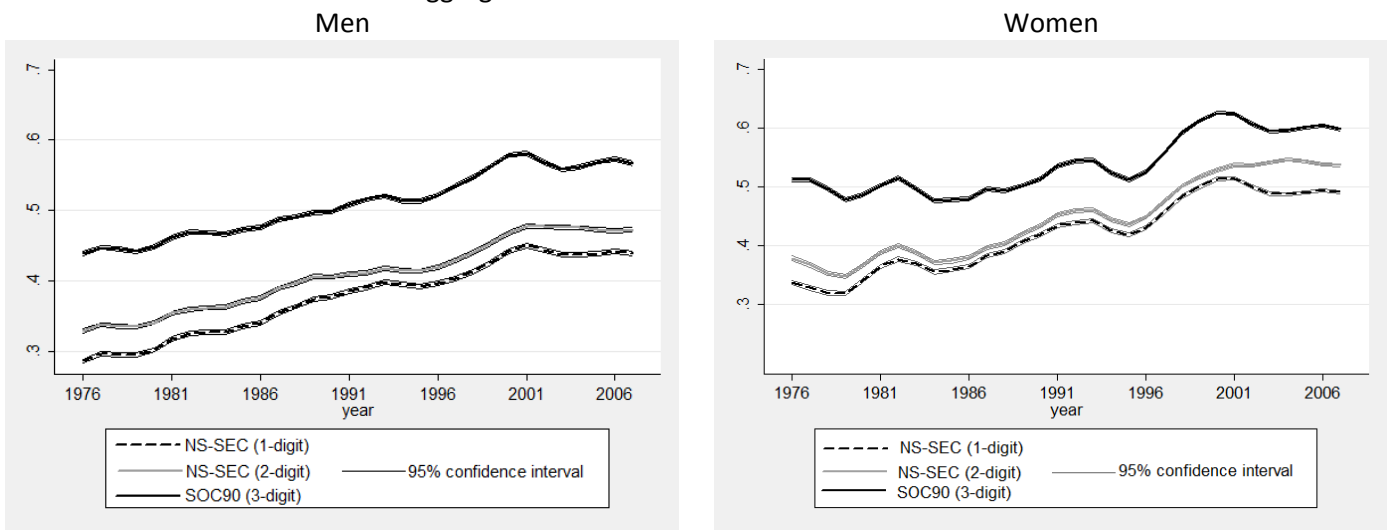 Men
Women
.7
.6
.5
.4
.3
1976 1981 1986 1991 1996 2001 2006
year
NS-SEC (1-digit)
NS-SEC (2-digit) 95% confidence interval
SOC90 (3-digit)
.7
.6
.5
.4
.3
1976 1981 1986 1991 1996 2001 2006
year
NS-SEC (1-digit)
NS-SEC (2-digit) 95% confidence interval
SOC90 (3-digit)